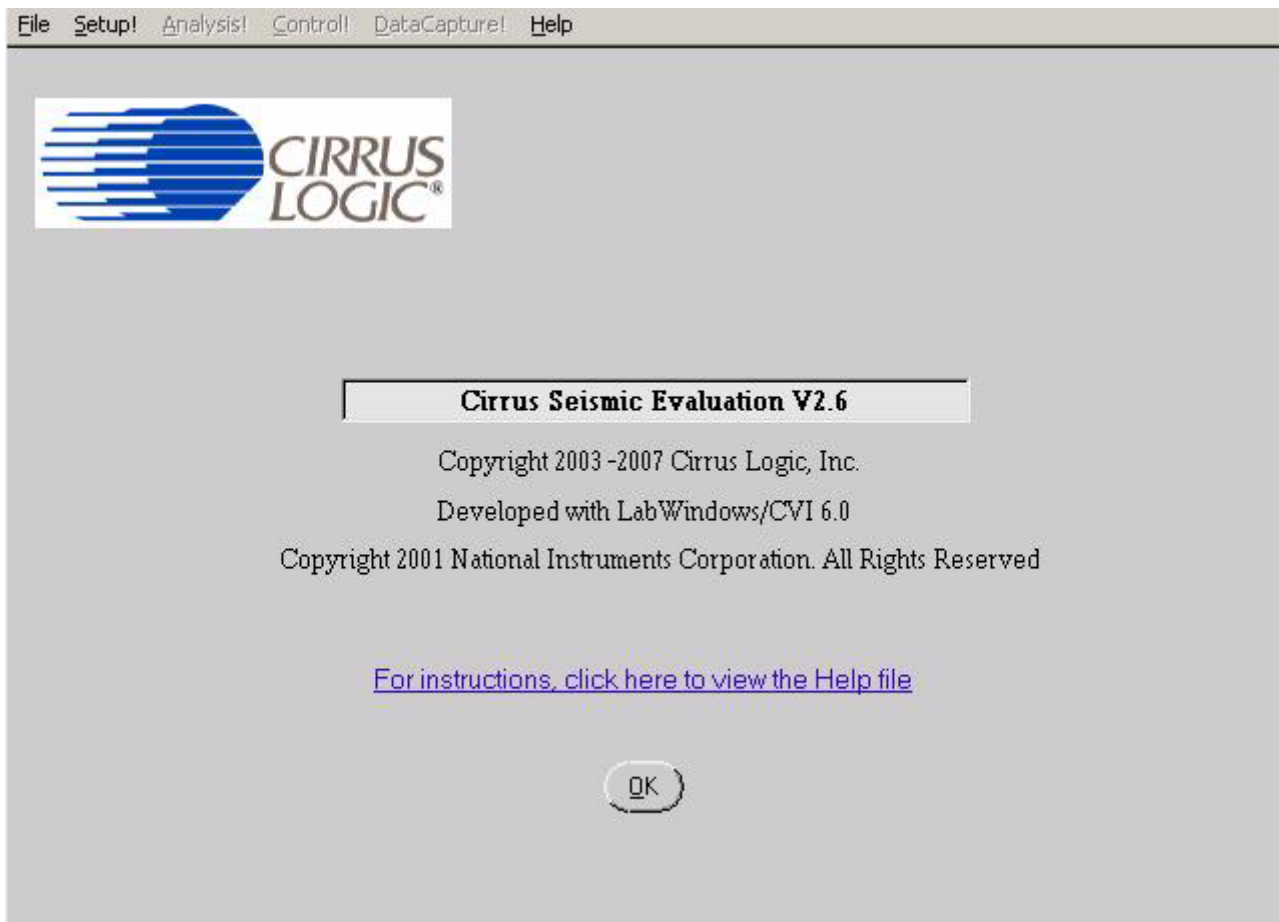 File Setup! Analysis! Control! DataCapture! Help
CIRRUS
LOGIC®
Cirrus Seismic Evaluation V2.6
Copyright 2003 -2007 Cirrus Logic, Inc.
Developed with LabWindows/CVI 6.0
Copyright 2001 National Instruments Corporation. All Rights Reserved
For instructions, click here to view the Help file
OK